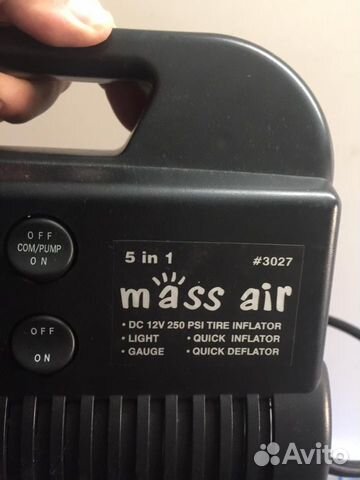 OFF
COM/PUMP
ON
5 in 1 #3027
mass air
• DC 12V 250 PSI TIRE INFLATOR
• LIGHT • QUICK INFLATOR
• GAUGE • QUICK DEFLATOR
OFF
ON
Avito